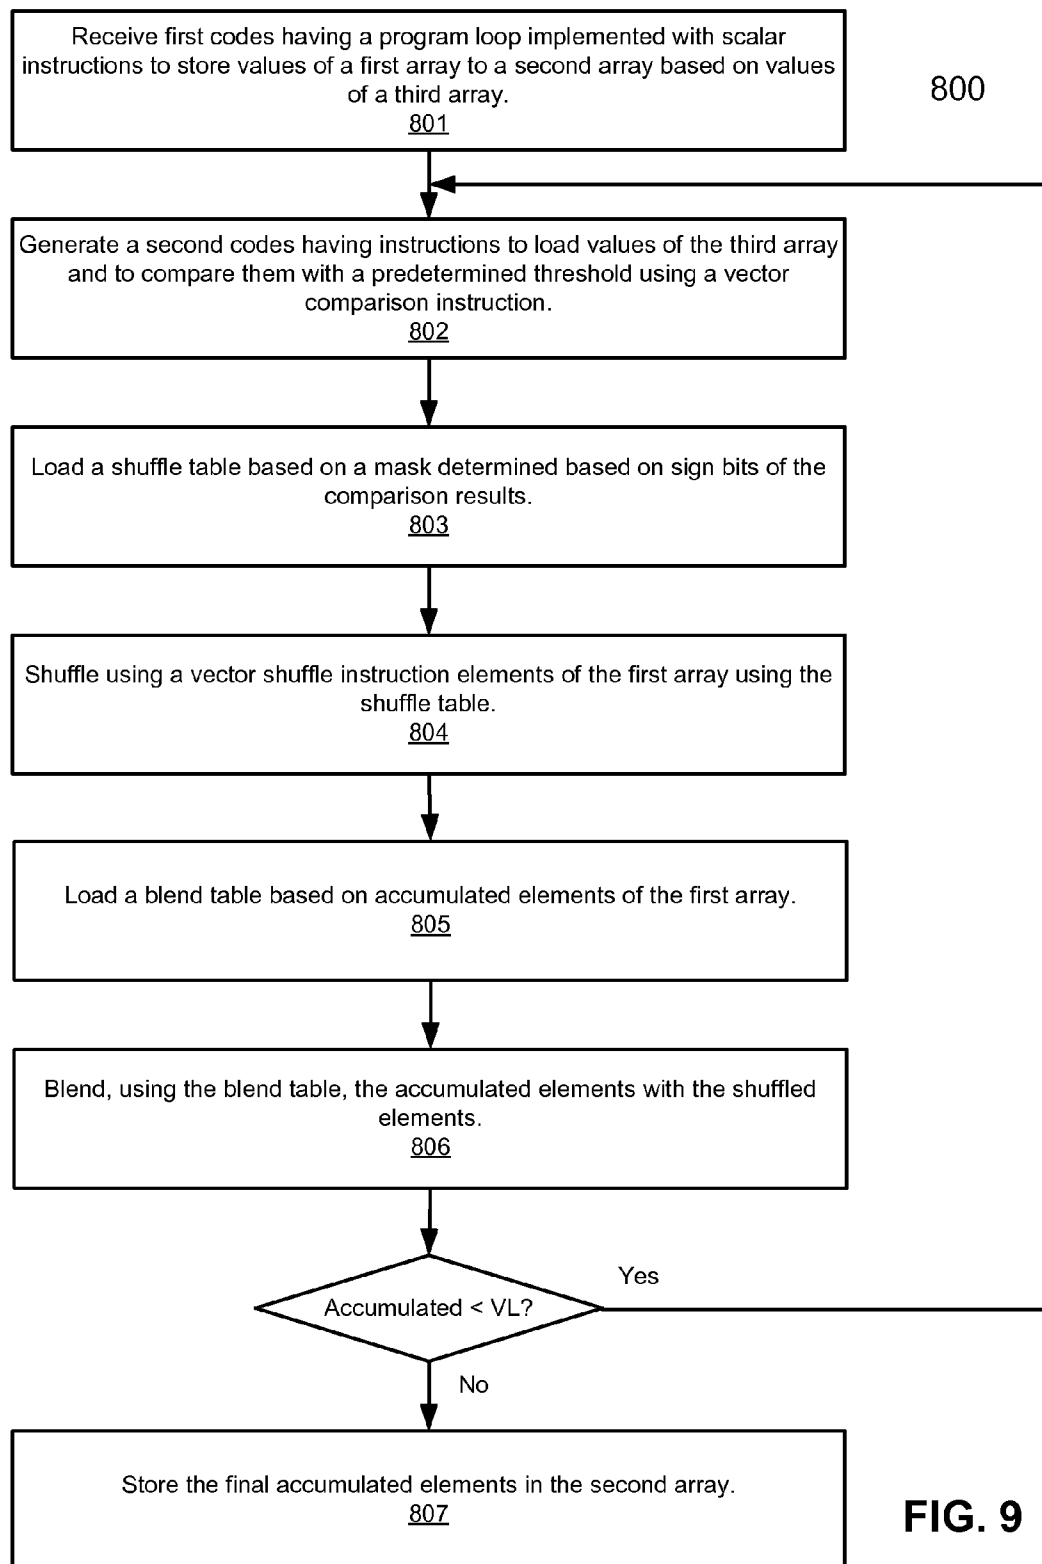 Receive first codes having a program loop implemented with scalar
instructions to store values of a first array to a second array based on values
of a third array.
801
800
Generate a second codes having instructions to load values of the third array
and to compare them with a predetermined threshold using a vector
comparison instruction.
802
Load a shuffle table based on a mask determined based on sign bits of the
comparison results.
803
Shuffle using a vector shuffle instruction elements of the first array using the
shuffle table.
804
Load a blend table based on accumulated elements of the first array.
805
Blend, using the blend table, the accumulated elements with the shuffled
elements.
806
Yes
Accumulated < VL?
No
Store the final accumulated elements in the second array.
807
FIG. 9